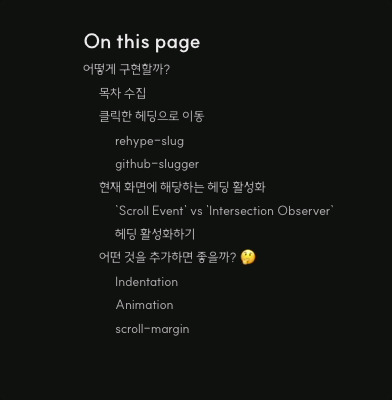 On this page
어떻게 구현할까?
목차 수집
클릭한 헤딩으로 이동
rehype-slug
github-slugger
현재 화면에 해당하는 헤딩 활성화
`Scroll Event` vs `Intersection Observer`
헤딩 활성화하기
어떤 것을 추가하면 좋을까? 🤔
Indentation
Animation
scroll-margin